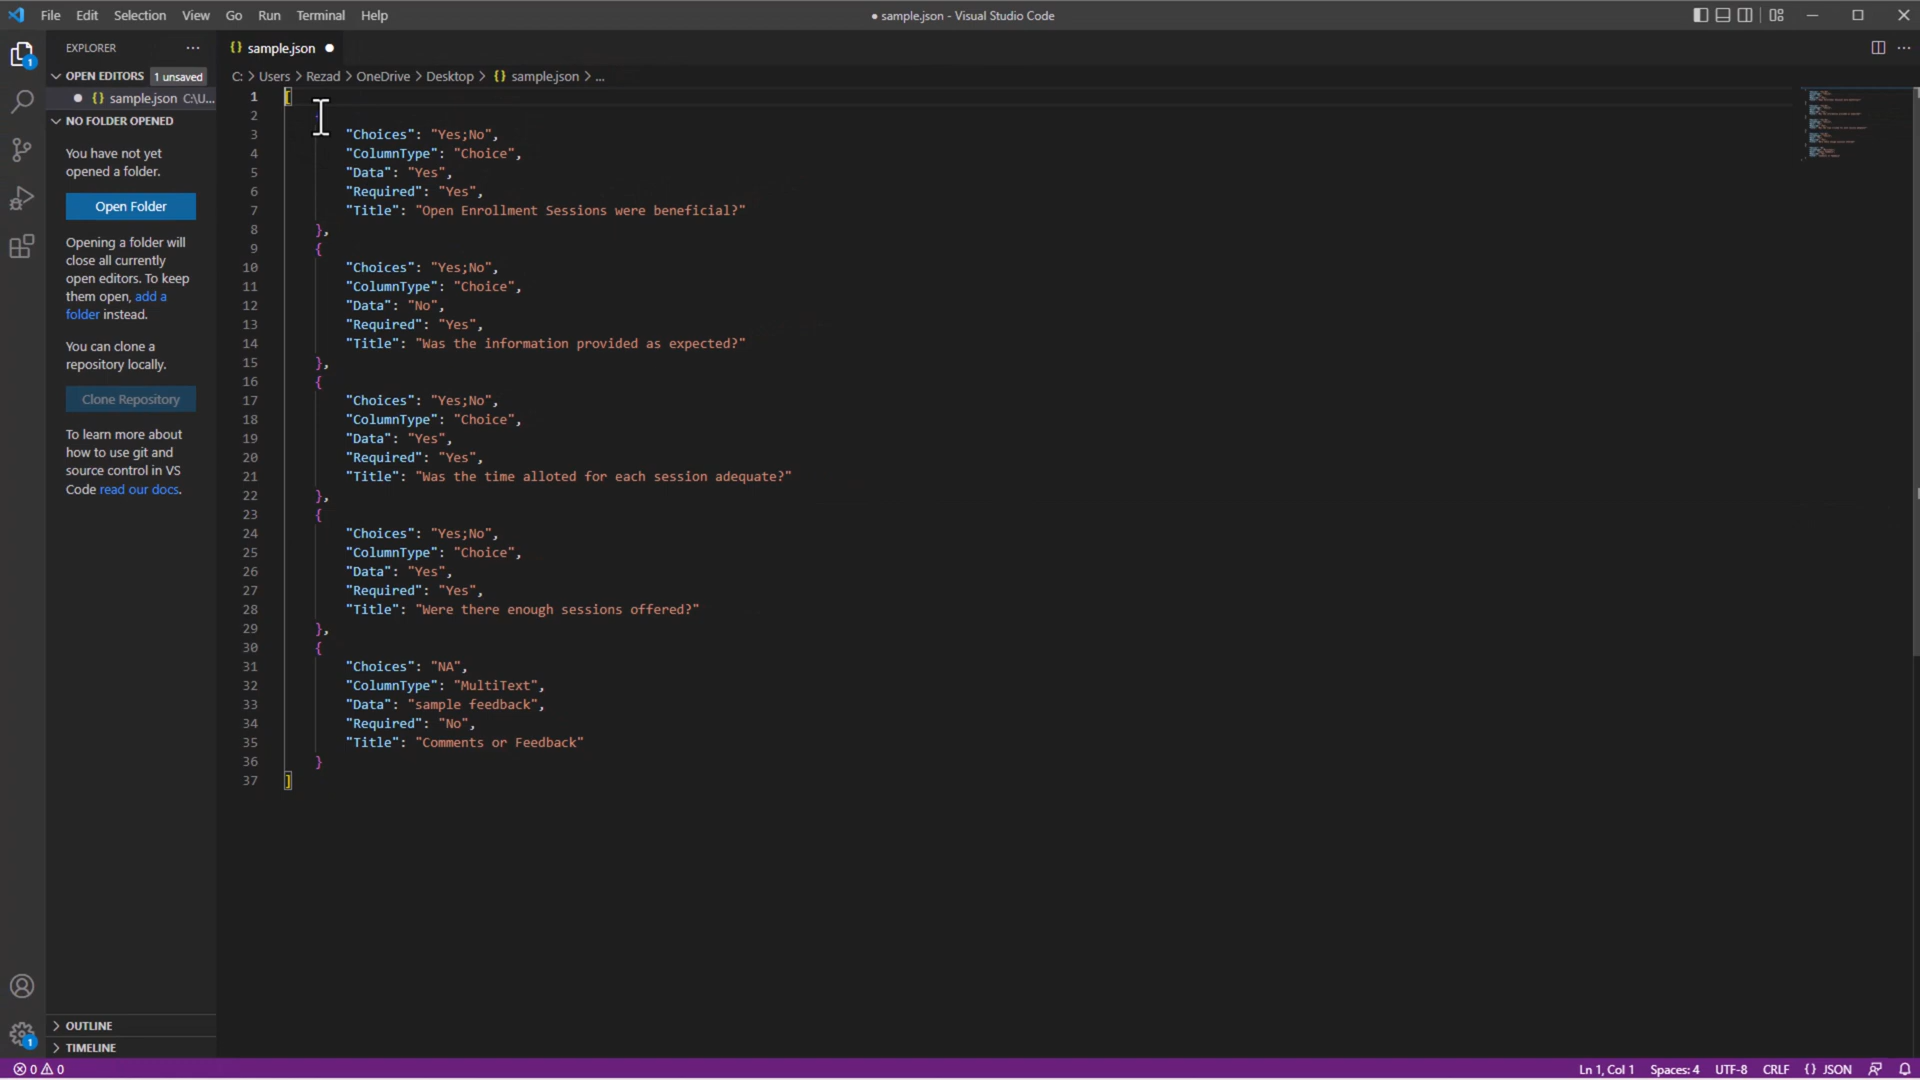 File Edit Selection View Go Run Terminal Help
● sample.json - Visual Studio Code
EXPLORER ···
OPEN EDITORS 1 unsaved
● {} sample.json C:\U...
NO FOLDER OPENED
You have not yet
opened a folder.
Open Folder
Opening a folder will
close all currently
open editors. To keep
them open, add a
folder instead.
You can clone a
repository locally.
Clone Repository
To learn more about
how to use git and
source control in VS
Code read our docs.
OUTLINE
TIMELINE
1
1
{} sample.json ●
C: > Users > Rezad > OneDrive > Desktop > {} sample.json > ...
1 [
2
3 "Choices": "Yes;No",
4 "ColumnType": "Choice",
5 "Data": "Yes",
6 "Required": "Yes",
7 "Title": "Open Enrollment Sessions were beneficial?"
8 },
9 {
10 "Choices": "Yes;No",
11 "ColumnType": "Choice",
12 "Data": "No",
13 "Required": "Yes",
14 "Title": "Was the information provided as expected?"
15 },
16 {
17 "Choices": "Yes;No",
18 "ColumnType": "Choice",
19 "Data": "Yes",
20 "Required": "Yes",
21 "Title": "Was the time alloted for each session adequate?"
22 },
23 {
24 "Choices": "Yes;No",
25 "ColumnType": "Choice",
26 "Data": "Yes",
27 "Required": "Yes",
28 "Title": "Were there enough sessions offered?"
29 },
30 {
31 "Choices": "NA",
32 "ColumnType": "MultiText",
33 "Data": "sample feedback",
34 "Required": "No",
35 "Title": "Comments or Feedback"
36 }
37 ]
0 0
Ln 1, Col 1 Spaces: 4 UTF-8 CRLF {} JSON